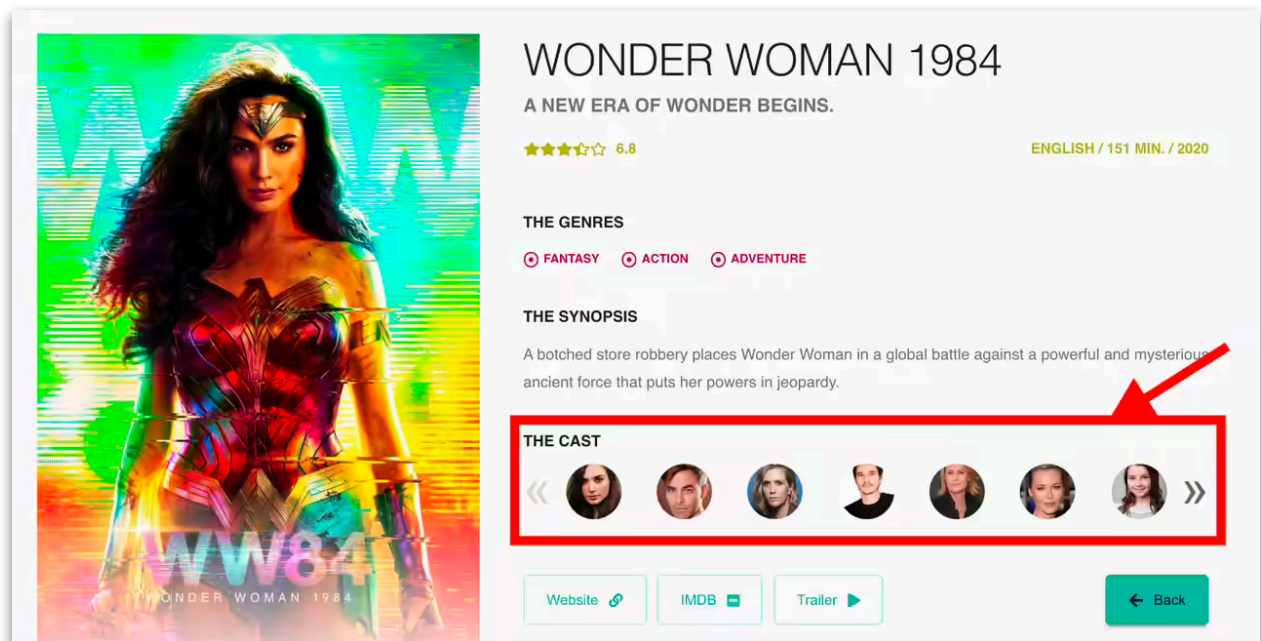 WONDER WOMAN 1984
A NEW ERA OF WONDER BEGINS.
6.8
ENGLISH / 151 MIN. / 2020
THE GENRES
FANTASY ACTION ADVENTURE
THE SYNOPSIS
A botched store robbery places Wonder Woman in a global battle against a powerful and mysterious
ancient force that puts her powers in jeopardy.
THE CAST
WW84
WONDER WOMAN 1984
Website IMDB Trailer Back